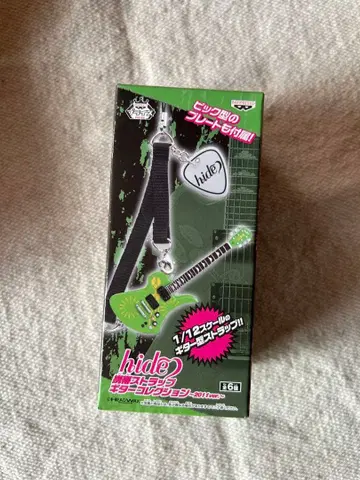 ピック型の
プレートも付属!
BANPRESTO
hide
1/12スケールの
ギター型ストラップ!!
hide
携帯ストラップ
ギターコレクション~2011ver.~
全6種